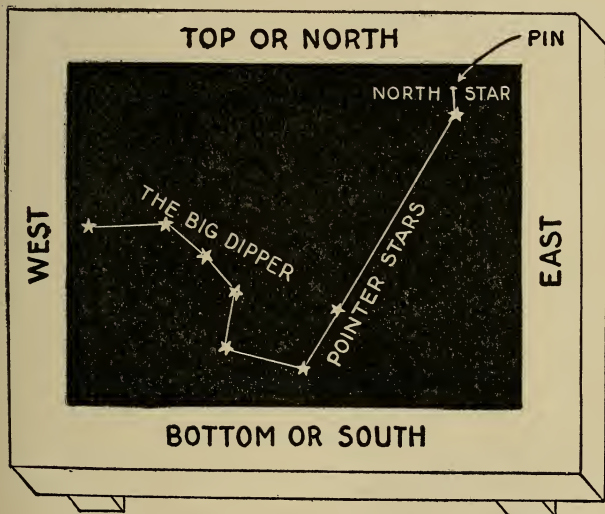 TOP OR NORTH
PIN
NORTH STAR
THE BIG DIPPER
POINTER STARS
WEST
EAST
BOTTOM OR SOUTH